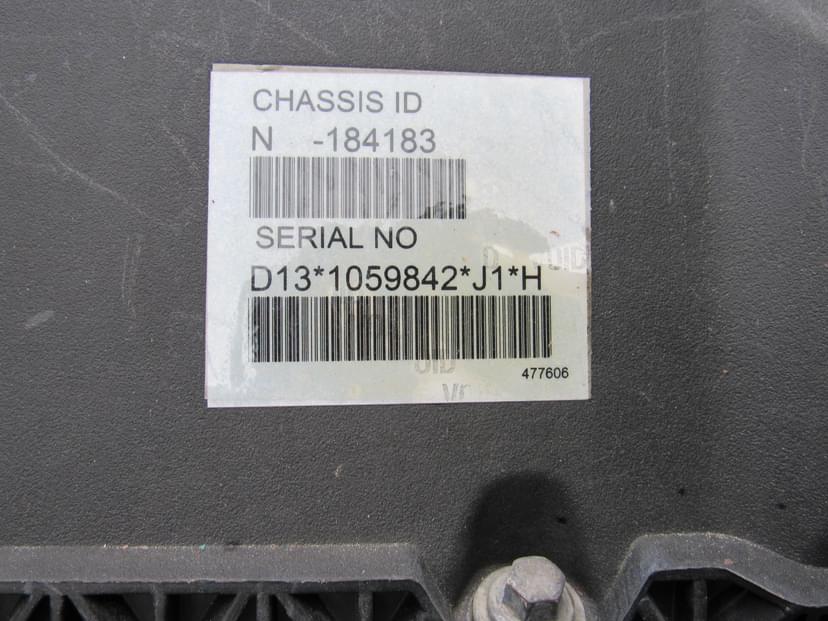 CHASSIS ID
N -184183
SERIAL NO
D13*1059842*J1*H
477606